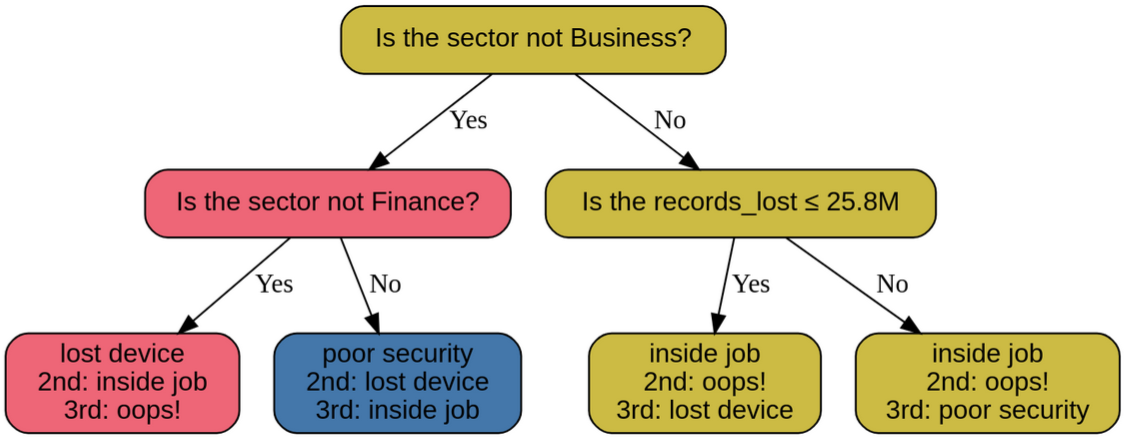 Is the sector not Business?
Yes
No
Is the sector not Finance?
Is the records_lost ≤ 25.8M
Yes
No
Yes
No
lost device
2nd: inside job
3rd: oops!
poor security
2nd: lost device
3rd: inside job
inside job
2nd: oops!
3rd: lost device
inside job
2nd: oops!
3rd: poor security